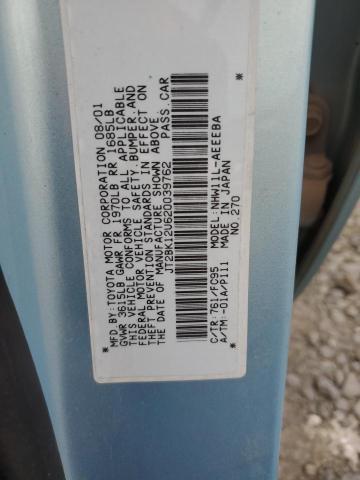 MFD.BY:TOYOTA MOTOR CORPORATION 08/01
GVWR 3615LB GAWR FR 1970LB RR 1685LB
THIS VEHICLE CONFORMS TO ALL APPLICABLE
FEDERAL MOTOR VEHICLE SAFETY,BUMPER,AND
THEFT PREVENTION STANDARDS IN EFFECT ON
THE DATE OF MANUFACTURE SHOWN ABOVE.
JT2BK12U620039762 PASS.CAR
C/TR:761/FC95 MODEL:NHW11L-AEEEBA
A/TM:-01A/P111 MADE IN JAPAN
NO.270